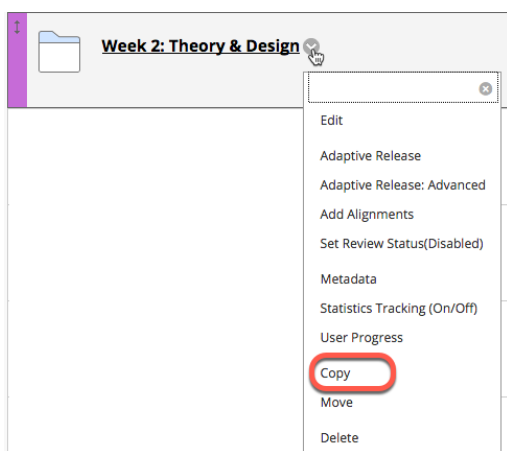 Week 2: Theory & Design
Edit
Adaptive Release
Adaptive Release: Advanced
Add Alignments
Set Review Status(Disabled)
Metadata
Statistics Tracking (On/Off)
User Progress
Copy
Move
Delete